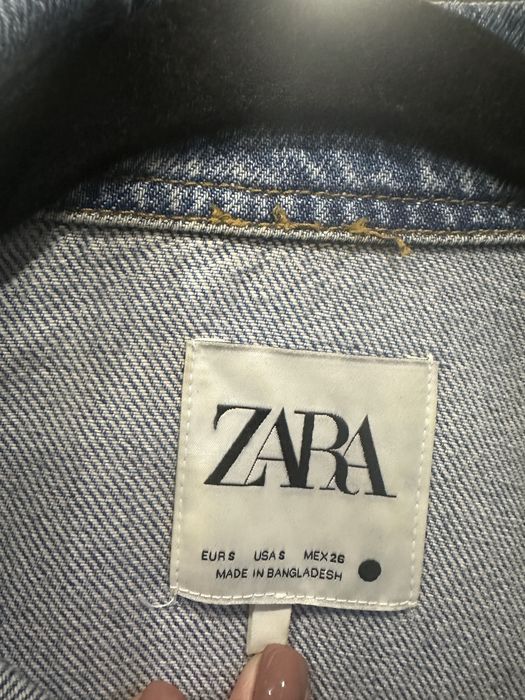 ZARA
EUR S USA S MEX 26
MADE IN BANGLADESH